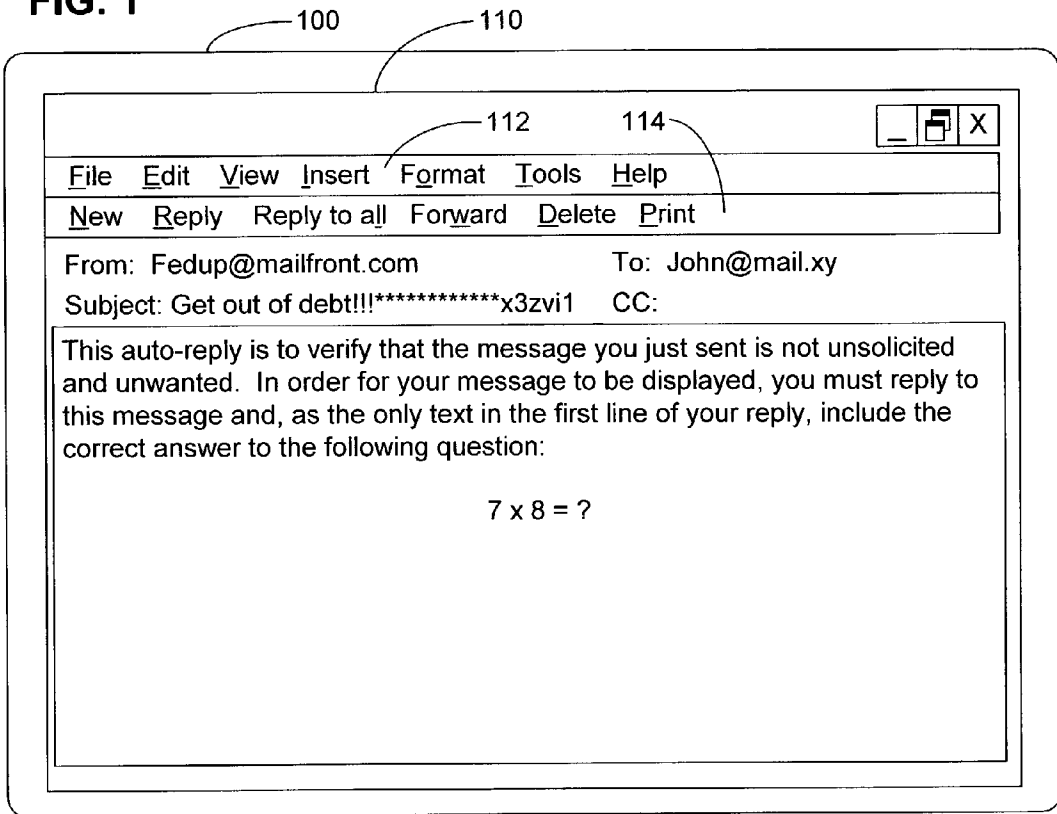 FIG. 1
100
110
112
114
_ X
File Edit View Insert Format Tools Help
New Reply Reply to all Forward Delete Print
From: Fedup@mailfront.com To: John@mail.xy
Subject: Get out of debt!!!************x3zvi1 CC:
This auto-reply is to verify that the message you just sent is not unsolicited
and unwanted. In order for your message to be displayed, you must reply to
this message and, as the only text in the first line of your reply, include the
correct answer to the following question:
7 x 8 = ?